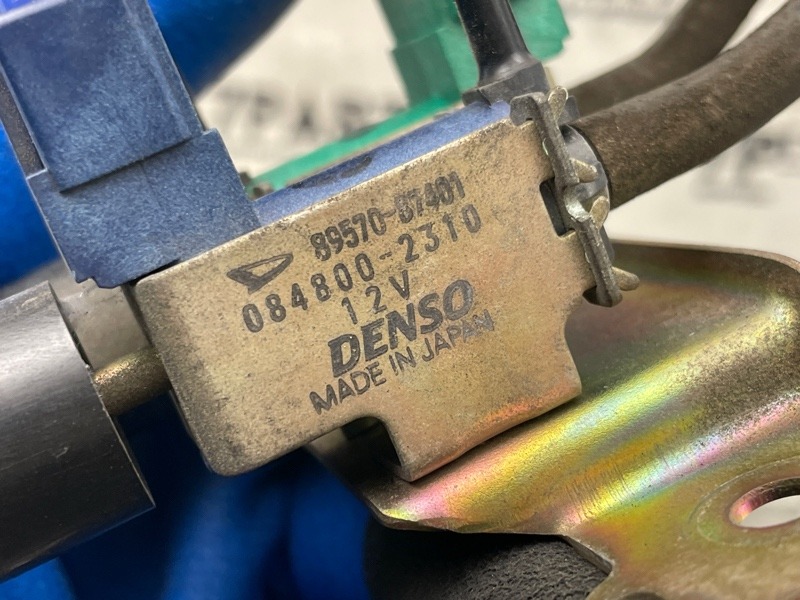 89570-87401
084800-2310
12V
DENSO
MADE IN JAPAN